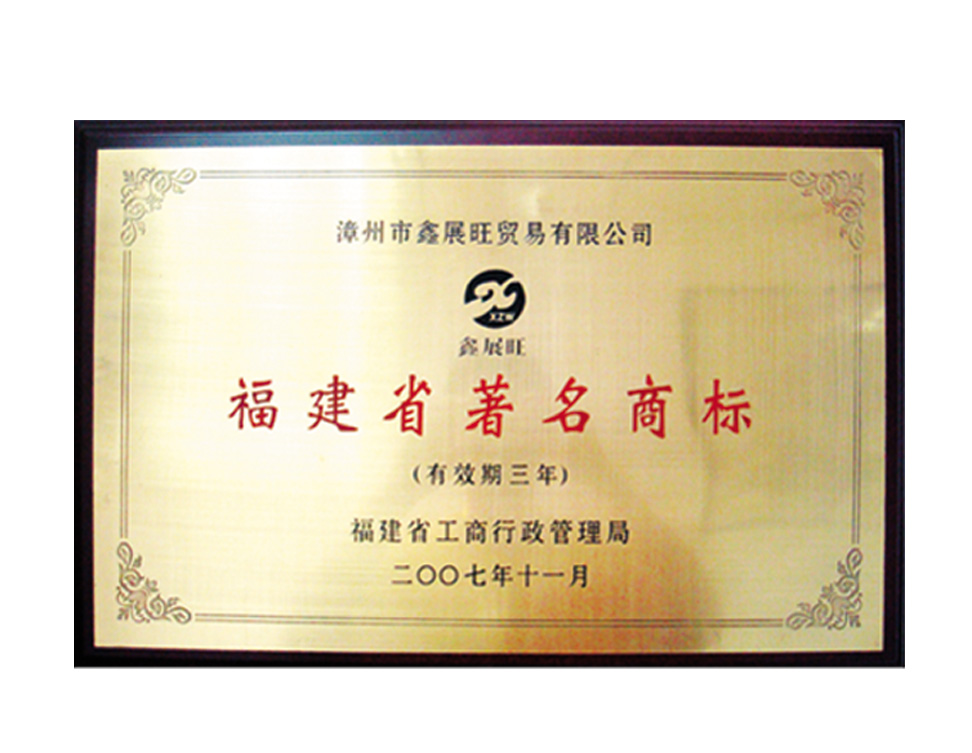 漳州市鑫展旺贸易有限公司
XZW
鑫展旺
福建省著名商标
(有效期三年)
福建省工商行政管理局
二〇〇七年十一月